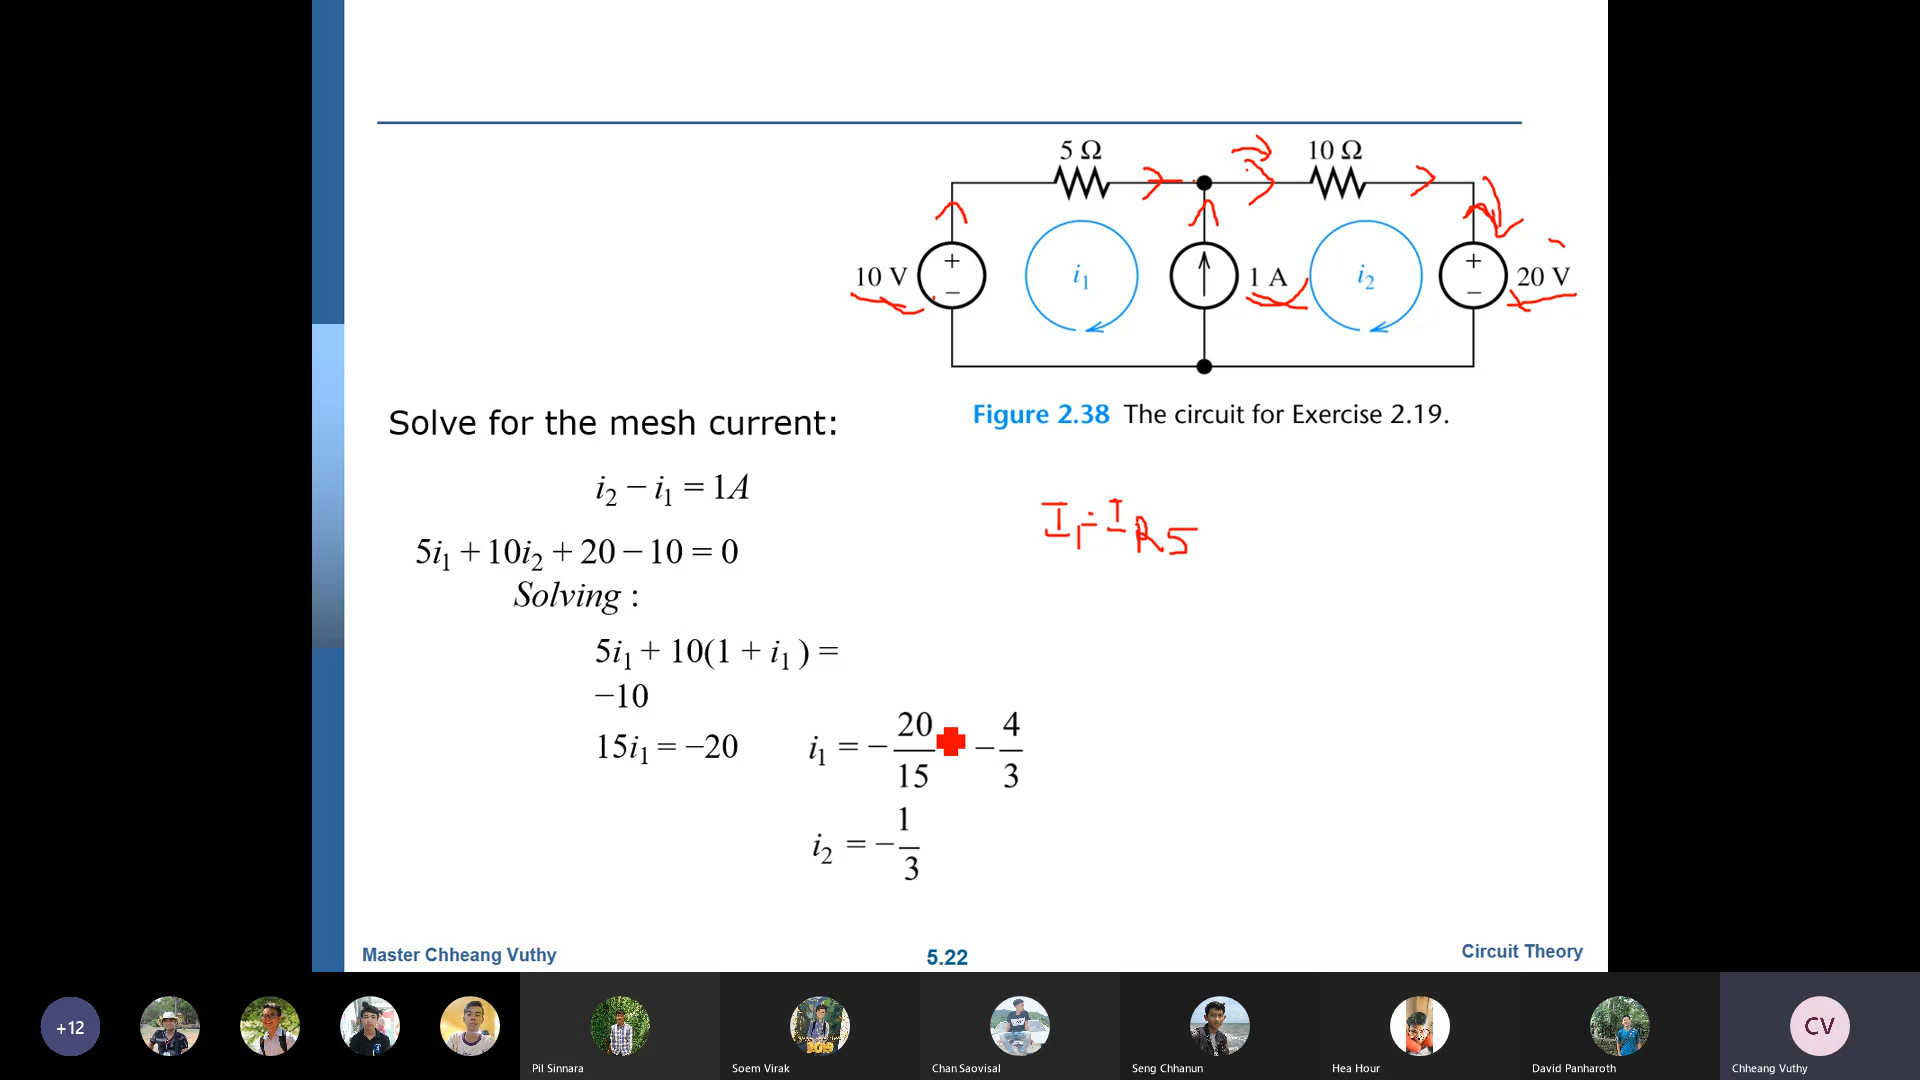 5 Ω
10 Ω
10 V
+
−
i1
1 A
i2
+
−
20 V
Figure 2.38 The circuit for Exercise 2.19.
Solve for the mesh current:
i2 − i1 = 1A
5i1 + 10i2 + 20 − 10 = 0
Solving :
5i1 + 10(1 + i1 ) =
−10
15i1 = −20
i1 = − 20/15 − 4/3
i2 = − 1/3
Master Chheang Vuthy
5.22
Circuit Theory
+12
2019
CV
Pil Sinnara
Soem Virak
Chan Saovisal
Seng Chhanun
Hea Hour
David Panharoth
Chheang Vuthy